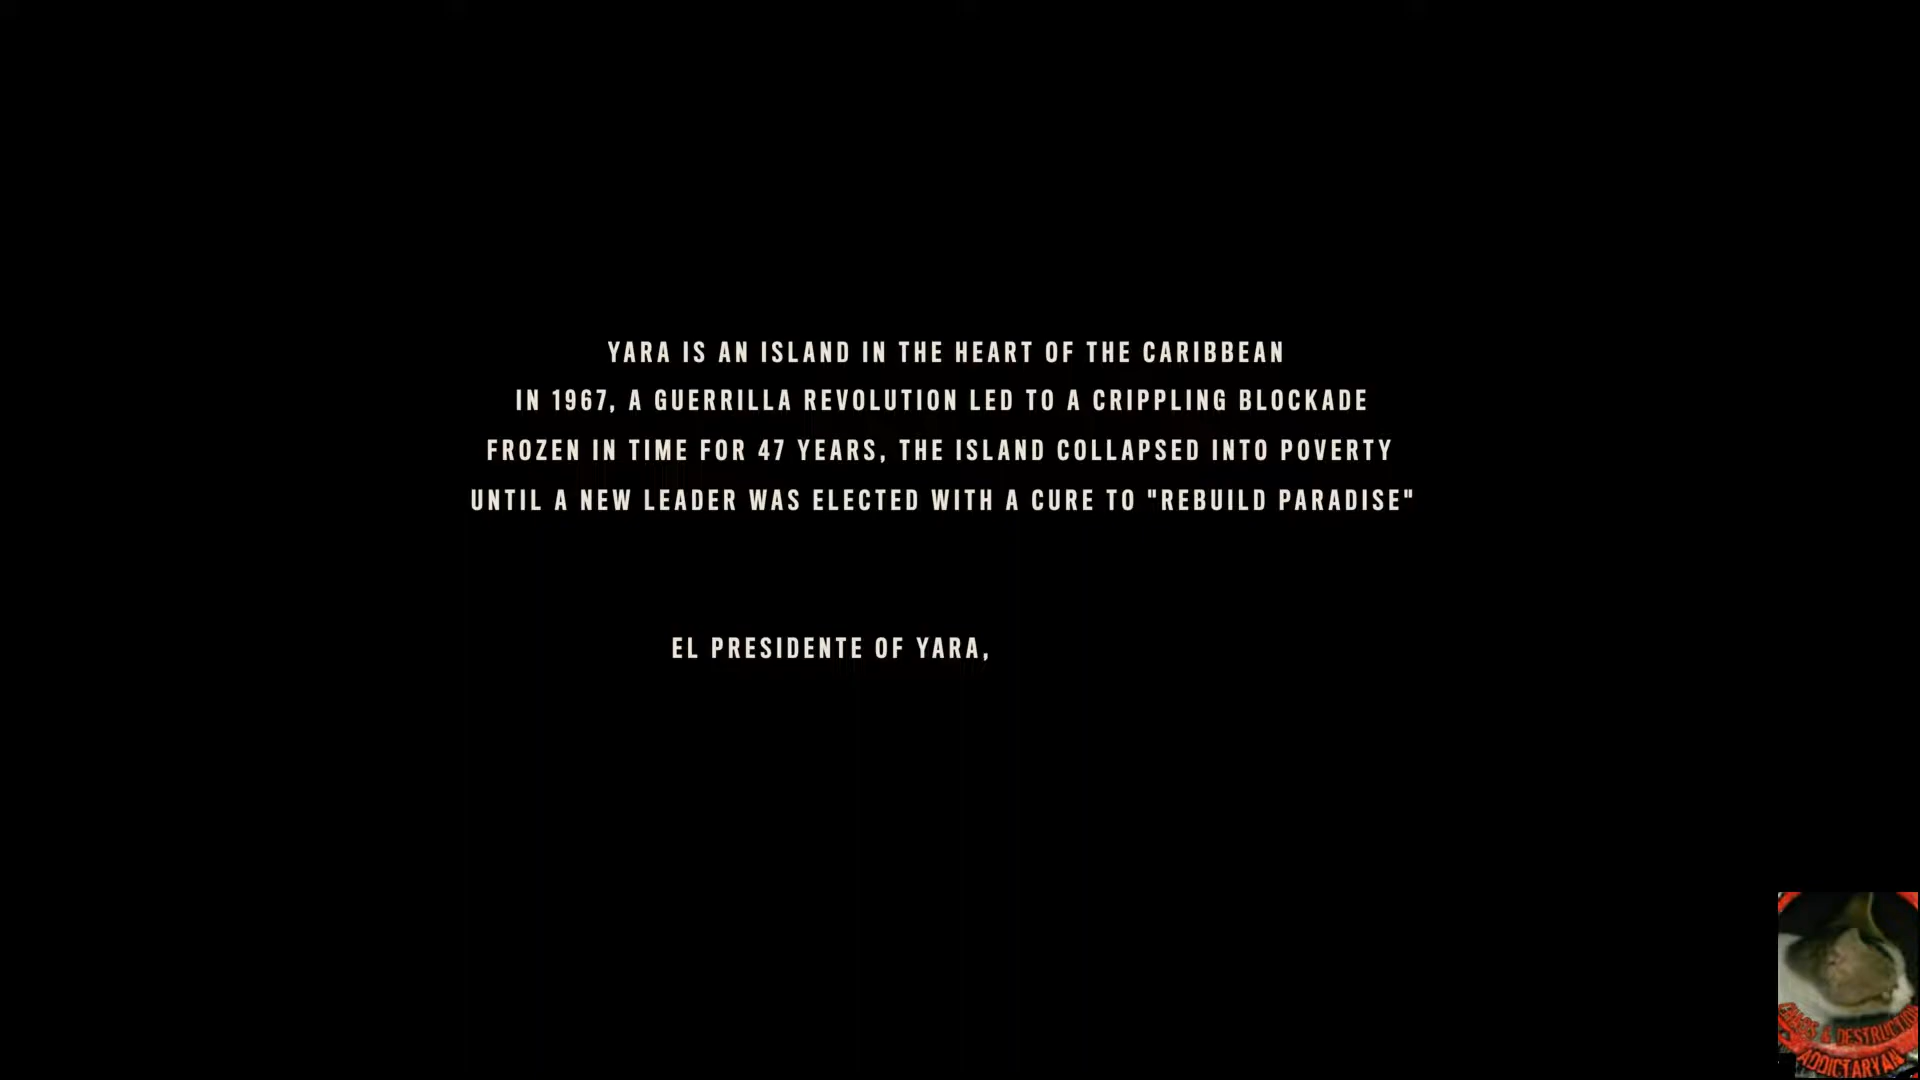 YARA IS AN ISLAND IN THE HEART OF THE CARIBBEAN
IN 1967, A GUERRILLA REVOLUTION LED TO A CRIPPLING BLOCKADE
FROZEN IN TIME FOR 47 YEARS, THE ISLAND COLLAPSED INTO POVERTY
UNTIL A NEW LEADER WAS ELECTED WITH A CURE TO "REBUILD PARADISE"
EL PRESIDENTE OF YARA,
& DESTRUCTION
ADDICTARYAN